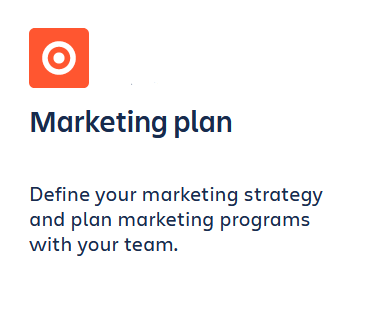 Marketing plan
Define your marketing strategy
and plan marketing programs
with your team.